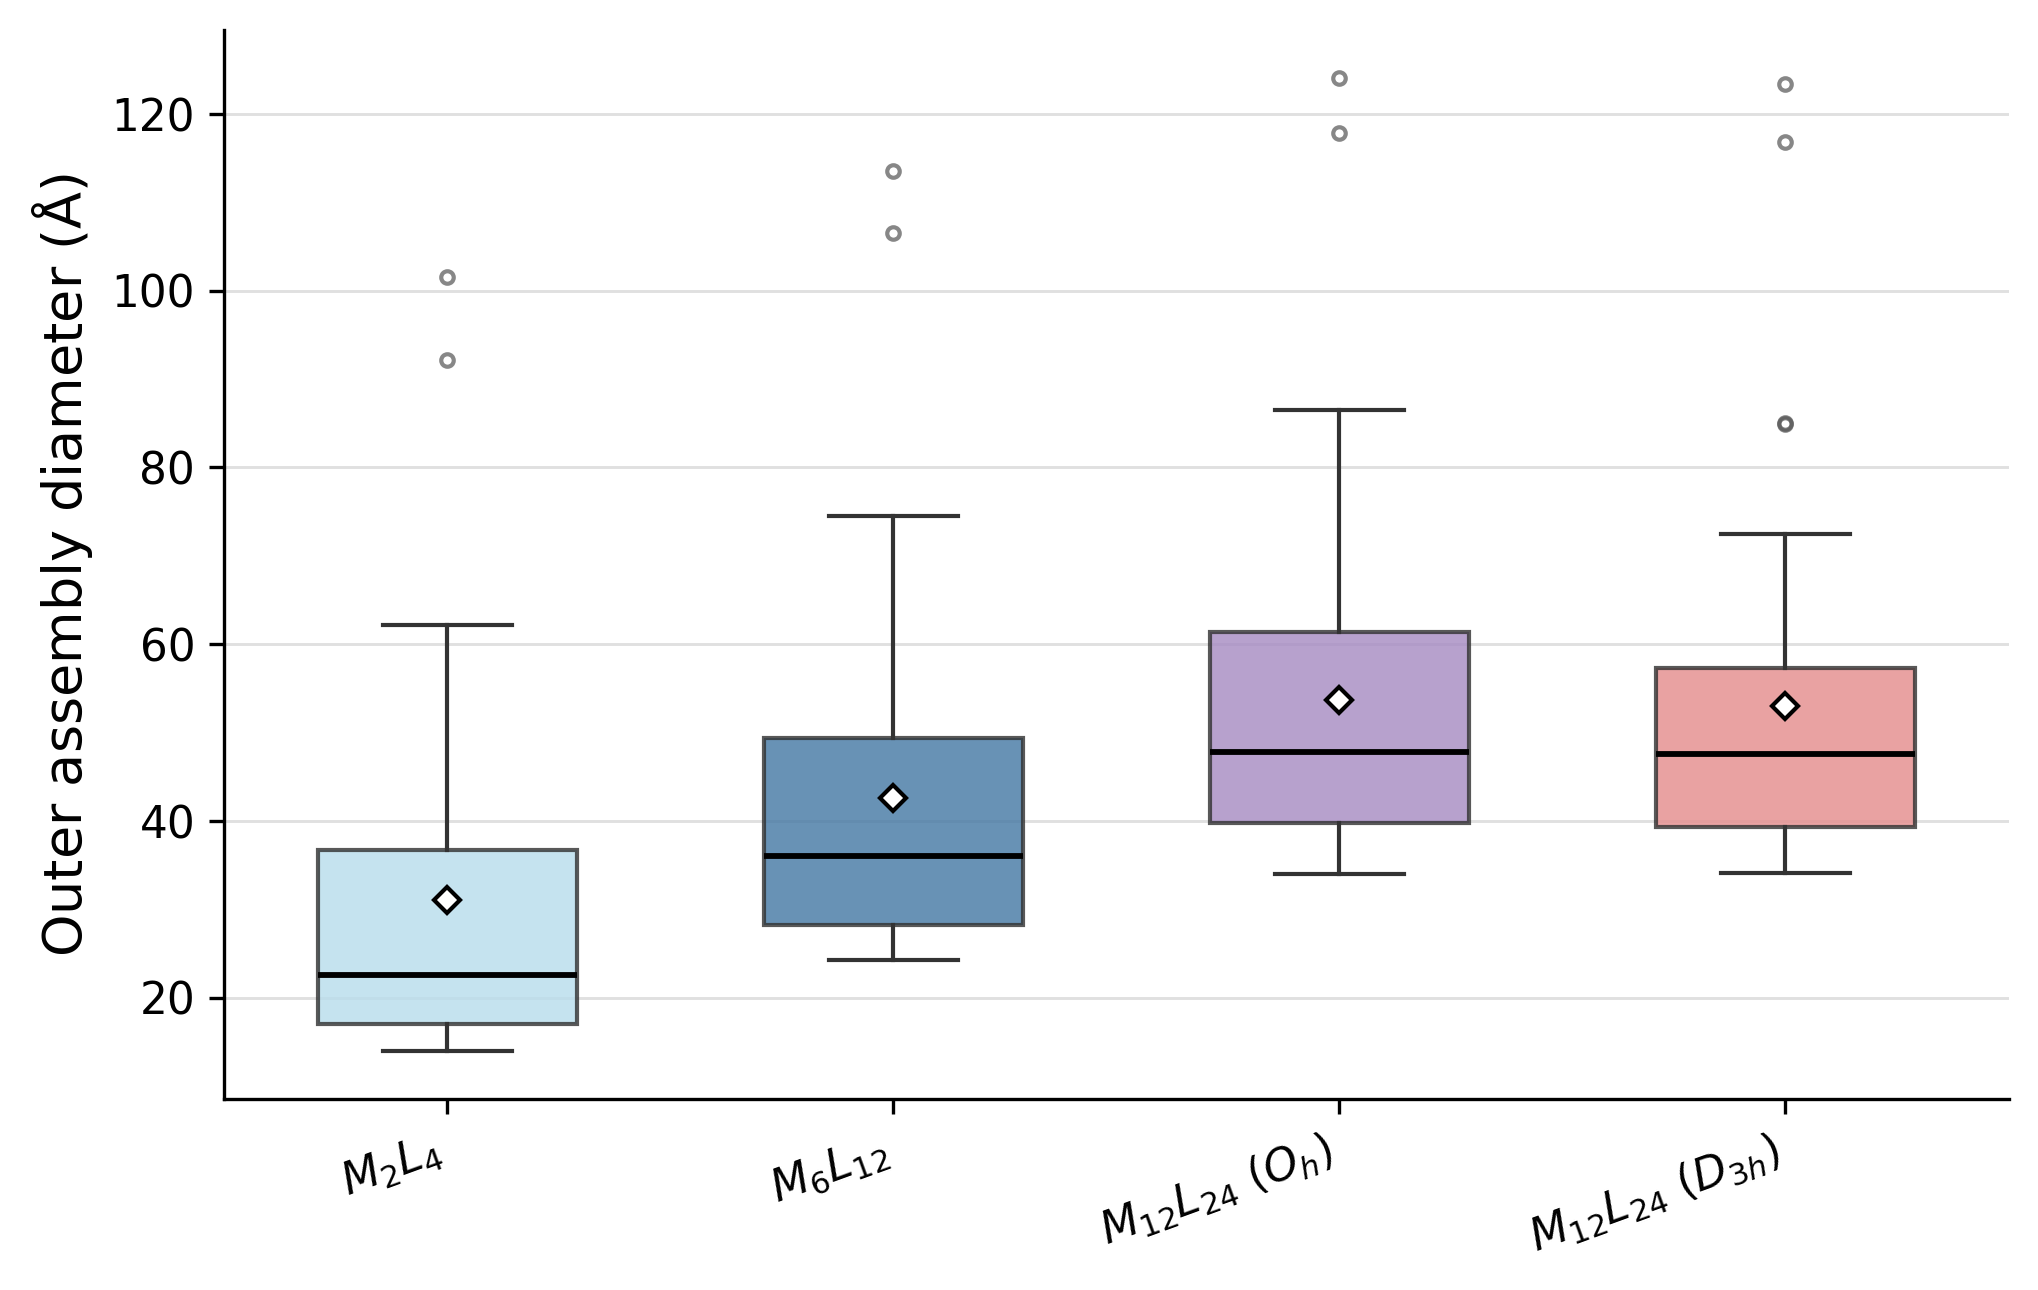 Outer assembly diameter (Å)
120
100
80
60
40
20
M₂L₄
M₆L₁₂
M₁₂L₂₄ (Oₕ)
M₁₂L₂₄ (D₃ₕ)